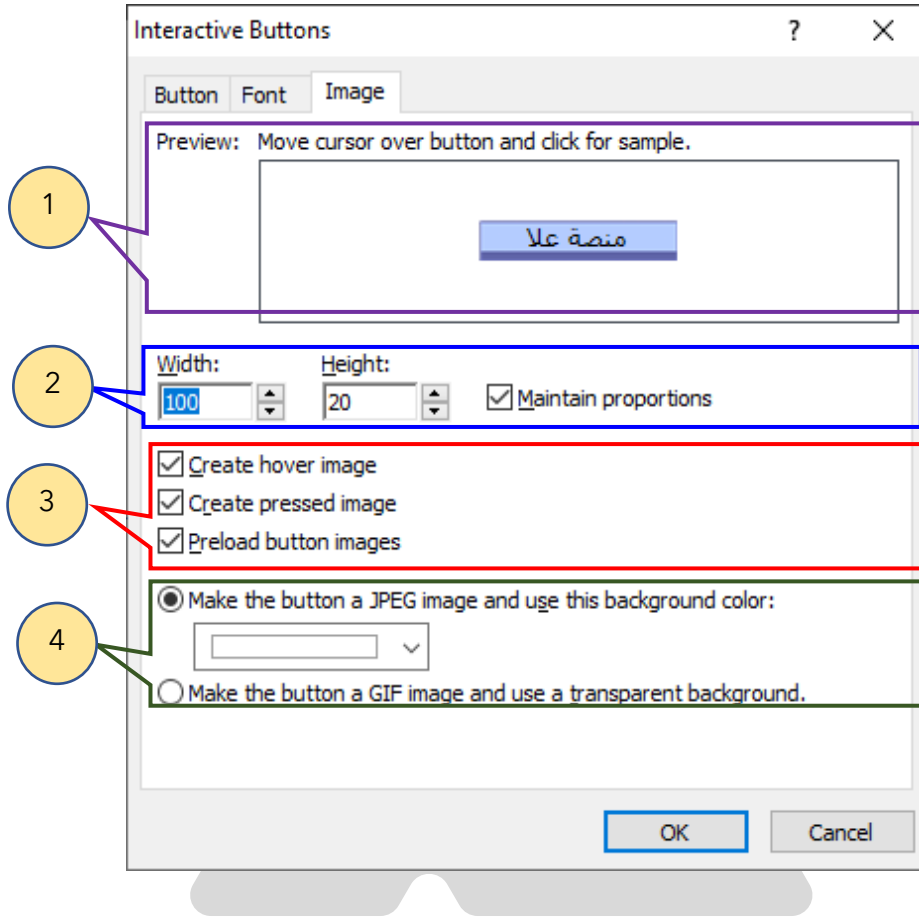 Interactive Buttons ? X
Button Font Image
Preview: Move cursor over button and click for sample.
1
منصة علا
Width: Height:
2
100 20 Maintain proportions
Create hover image
3
Create pressed image
Preload button images
Make the button a JPEG image and use this background color:
4
Make the button a GIF image and use a transparent background.
OK Cancel